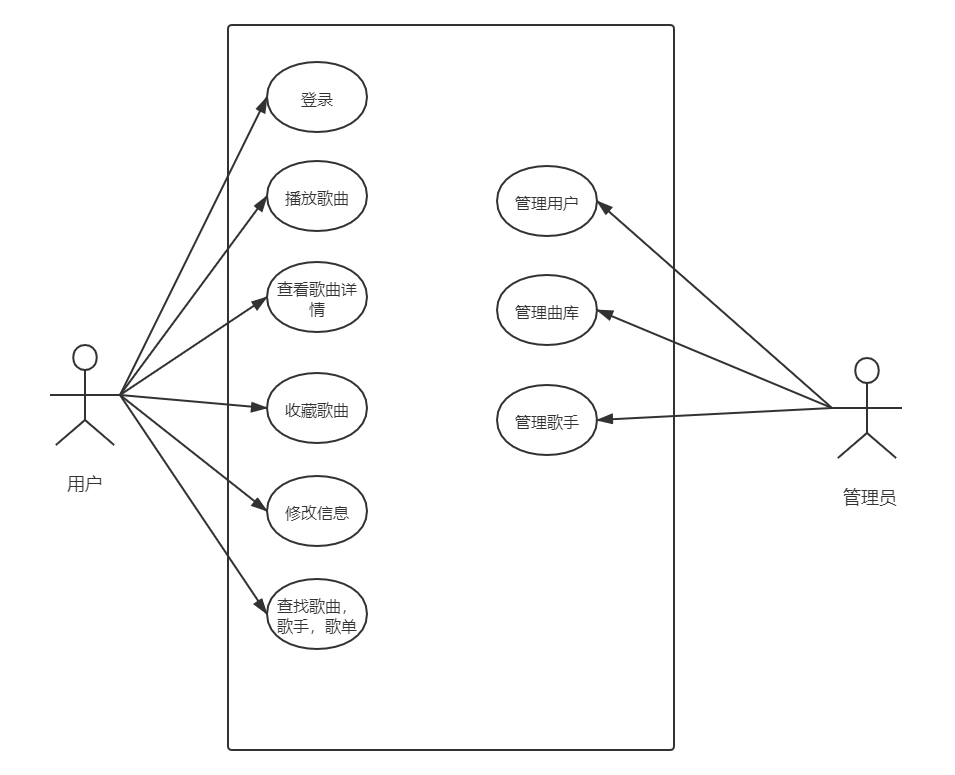 登录
播放歌曲
查看歌曲详
情
收藏歌曲
修改信息
查找歌曲，
歌手，歌单
管理用户
管理曲库
管理歌手
用户
管理员